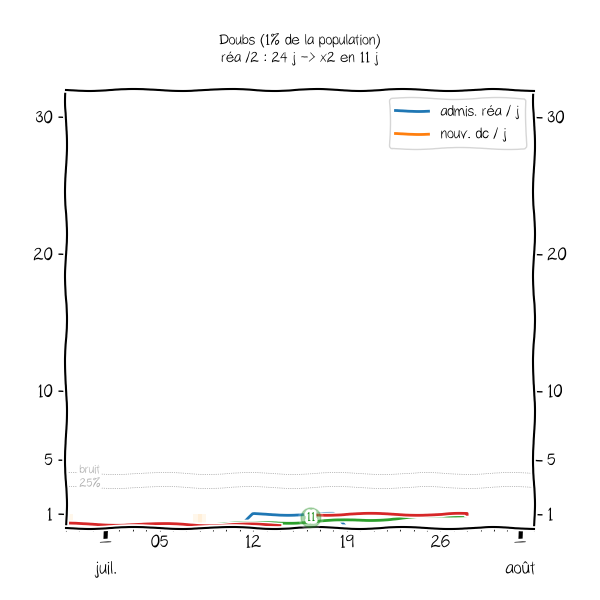 Doubs (1% de la population)
réa /2 : 24 j -> x2 en 11 j
admis. réa / j
nouv. dc / j
30
30
20
20
10
10
5
5
bruit
25%
1
11
1
05
12
19
26
juil.
août